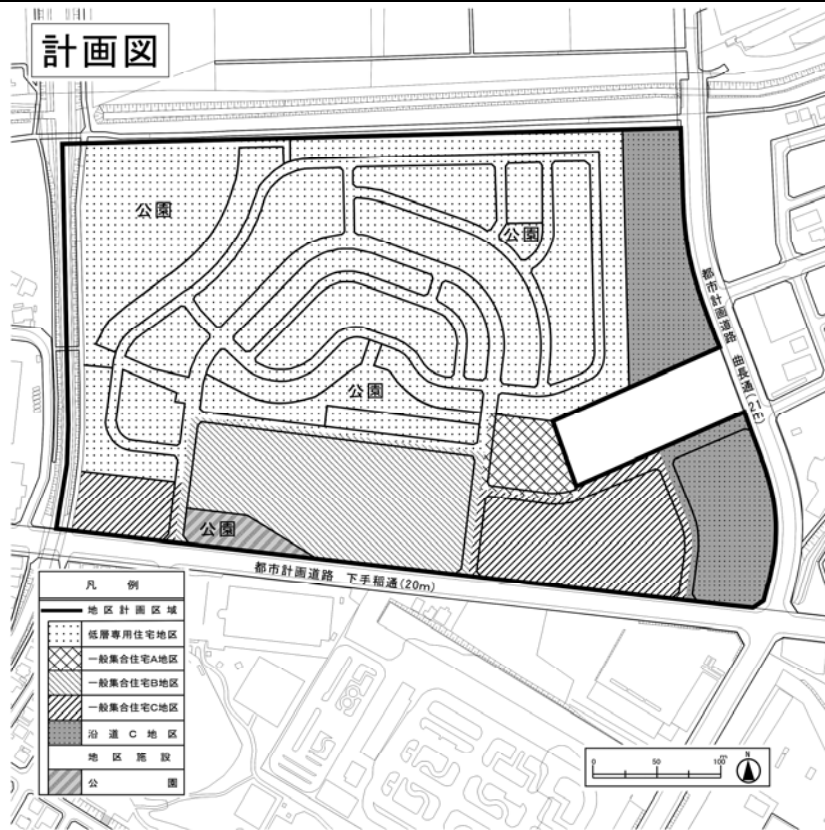 計画図
公園
公園
都市計画道路 曲長通(21E)
公園
公園
都市計画道路 下手稲通(20m)
凡例
地区計画区域
低層専用住宅地区
一般集合住宅A地区
一般集合住宅B地区
一般集合住宅C地区
沿道C地区
地区施設
公園
0 50 100m
N